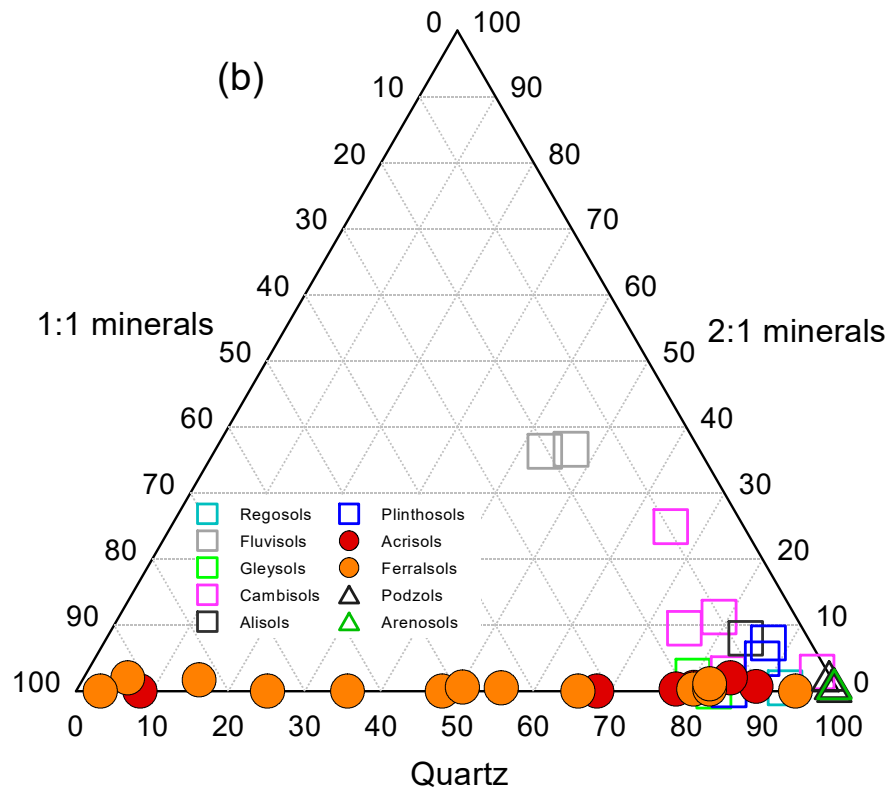 0 100
(b)
10 90
20 80
30 70
40 60
1:1 minerals 2:1 minerals
50 50
60 40
70 30
Regosols Plinthosols
Fluvisols Acrisols
80 20
Gleysols Ferralsols
Cambisols Podzols
90 10
Alisols Arenosols
100 0
0 10 20 30 40 50 60 70 80 90 100
Quartz